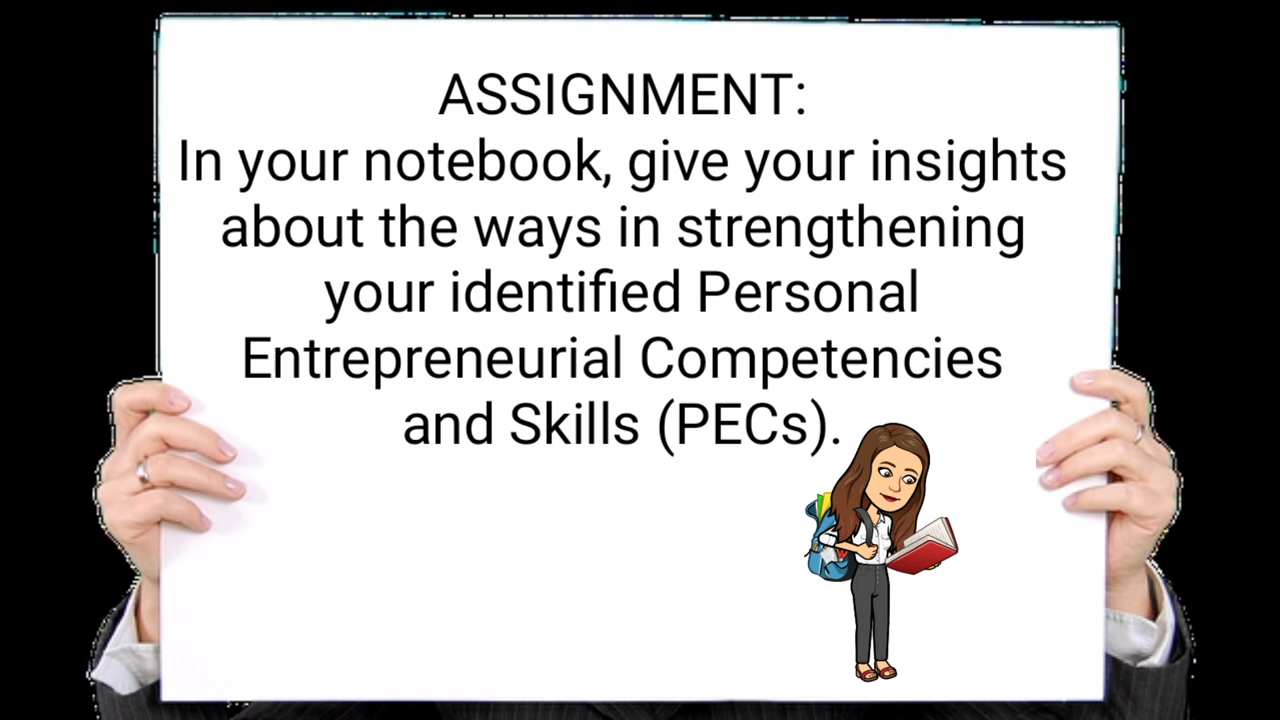 ASSIGNMENT:
In your notebook, give your insights
about the ways in strengthening
your identified Personal
Entrepreneurial Competencies
and Skills (PECs).